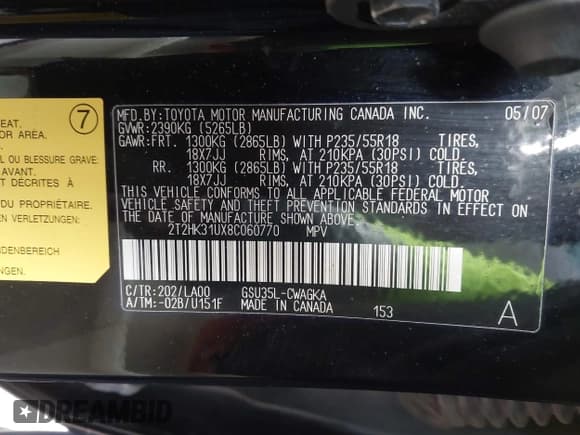 7
EAT.
OR AREA.
L OU BLESSURE GRAVE:
AVANT.
T DÉCRITES À
DU PROPRIÉTAIRE.
EN VERLETZUNGEN:
NDENBEREICH
MFD.BY:TOYOTA MOTOR MANUFACTURING CANADA INC. 05/07
GVWR:2390KG (5265LB)
GAWR:FRT. 1300KG (2865LB) WITH P235/55R18 TIRES,
18X7JJ RIMS, AT 210KPA (30PSI) COLD.
RR. 1300KG (2865LB) WITH P235/55R18 TIRES,
18X7JJ RIMS, AT 210KPA (30PSI) COLD.
THIS VEHICLE CONFORMS TO ALL APPLICABLE FEDERAL MOTOR
VEHICLE SAFETY AND THEFT PREVENTION STANDARDS IN EFFECT ON
THE DATE OF MANUFACTURE SHOWN ABOVE.
2T2HK31UX8C060770 MPV
C/TR:202/LA00 GSU35L-CWAGKA
A/TM:-02B/U151F MADE IN CANADA 153 A
DREAMBID